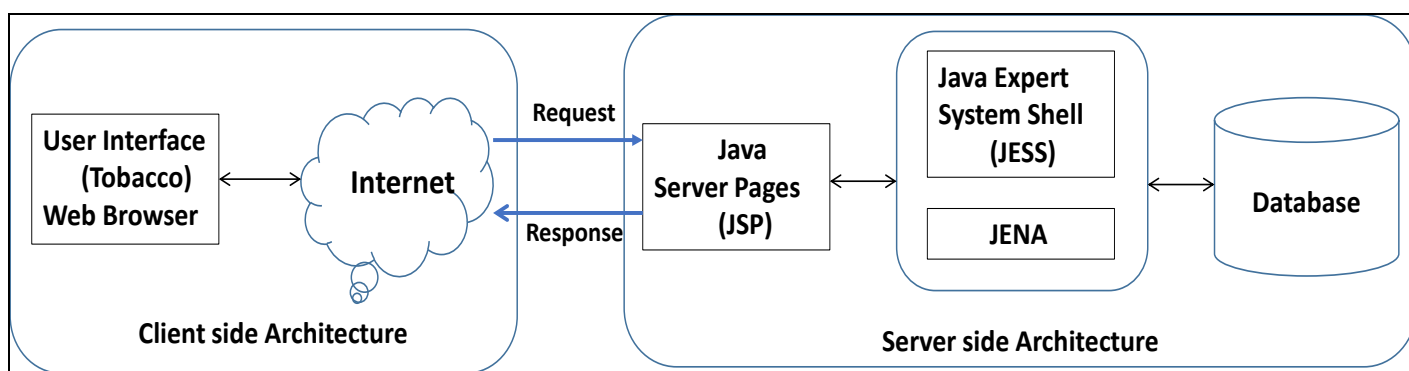 User Interface
(Tobacco)
Web Browser
Internet
Client side Architecture
Request
Response
Java
Server Pages
(JSP)
Java Expert
System Shell
(JESS)
JENA
Database
Server side Architecture